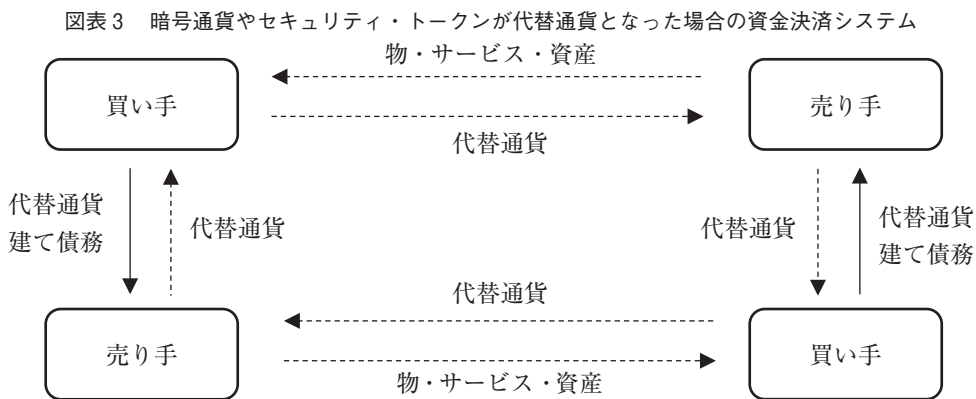 図表3 暗号通貨やセキュリティ・トークンが代替通貨となった場合の資金決済システム
物・サービス・資産
買い手
売り手
代替通貨
代替通貨
建て債務
代替通貨
代替通貨
代替通貨
建て債務
代替通貨
売り手
買い手
物・サービス・資産